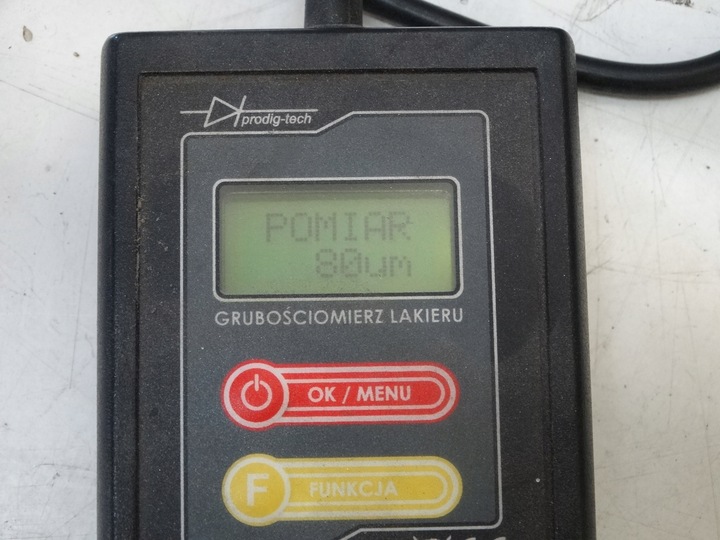 prodig-tech
POMIAR
80um
GRUBOŚCIOMIERZ LAKIERU
OK / MENU
F FUNKCJA